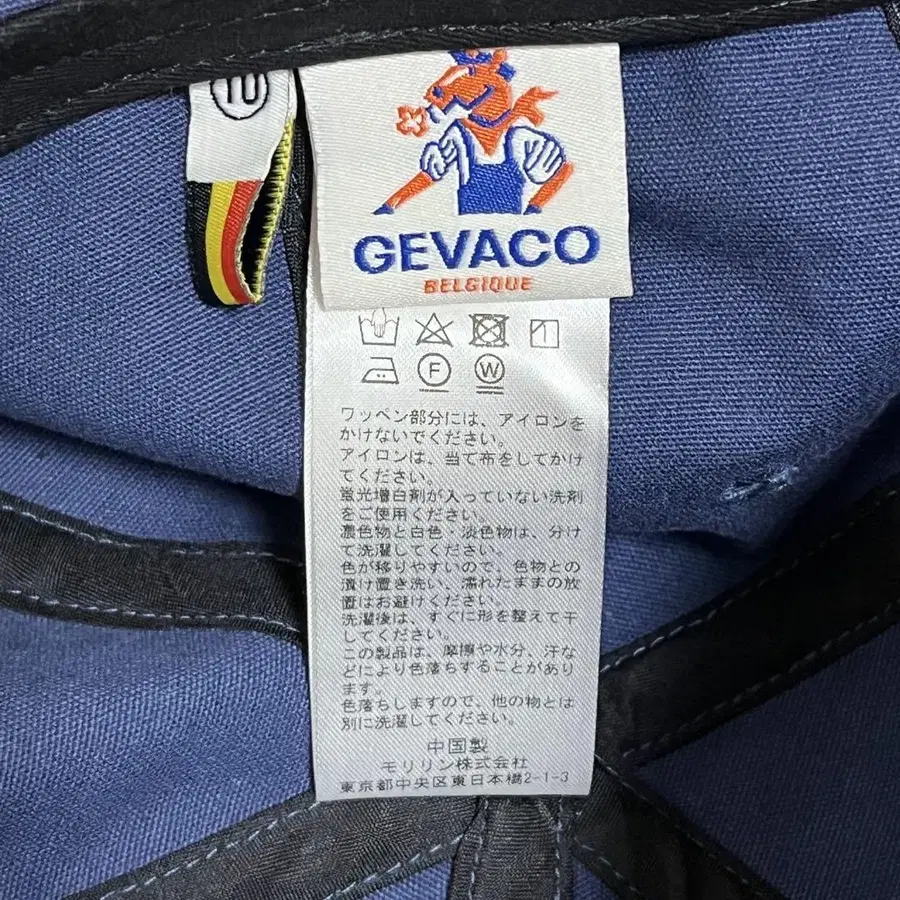 10
GEVACO
BELGIQUE
F
W
ワッペン部分には、アイロンを
かけないでください。
アイロンは、当て布をしてかけ
てください。
蛍光増白剤が入っていない洗剤
をご使用ください。
濃色物と白色・淡色物は、分け
て洗濯してください。
色が移りやすいので、色物との
漬け置き洗い、濡れたままの放
置はお避けください。
洗濯後は、すぐに形を整えて干
してください。
この製品は、摩擦や水分、汗な
どにより色落ちすることがあり
ます。
色落ちしますので、他の物とは
別に洗濯してください。
中国製
モリリン株式会社
東京都中央区東日本橋2-1-3